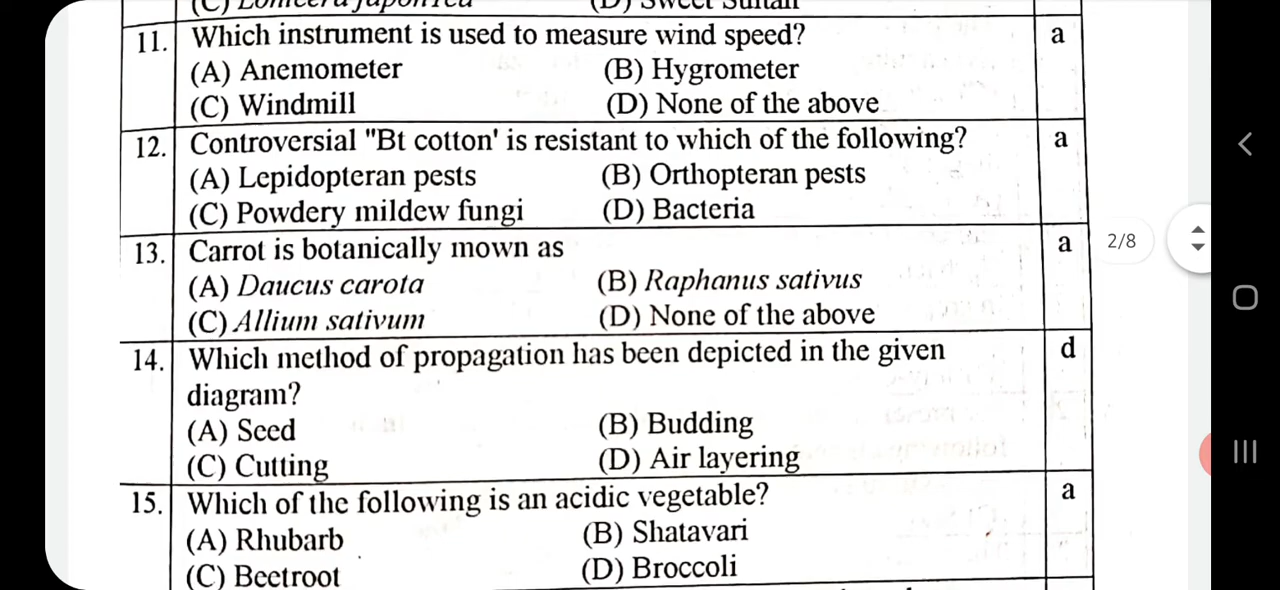 (C) Lonicera japonica (D) Sweet Sultan
11. Which instrument is used to measure wind speed? a
(A) Anemometer (B) Hygrometer
(C) Windmill (D) None of the above
12. Controversial "Bt cotton' is resistant to which of the following? a
(A) Lepidopteran pests (B) Orthopteran pests
(C) Powdery mildew fungi (D) Bacteria
13. Carrot is botanically mown as a
(A) Daucus carota (B) Raphanus sativus
(C) Allium sativum (D) None of the above
14. Which method of propagation has been depicted in the given d
diagram?
(A) Seed (B) Budding
(C) Cutting (D) Air layering
15. Which of the following is an acidic vegetable? a
(A) Rhubarb (B) Shatavari
(C) Beetroot (D) Broccoli
2/8